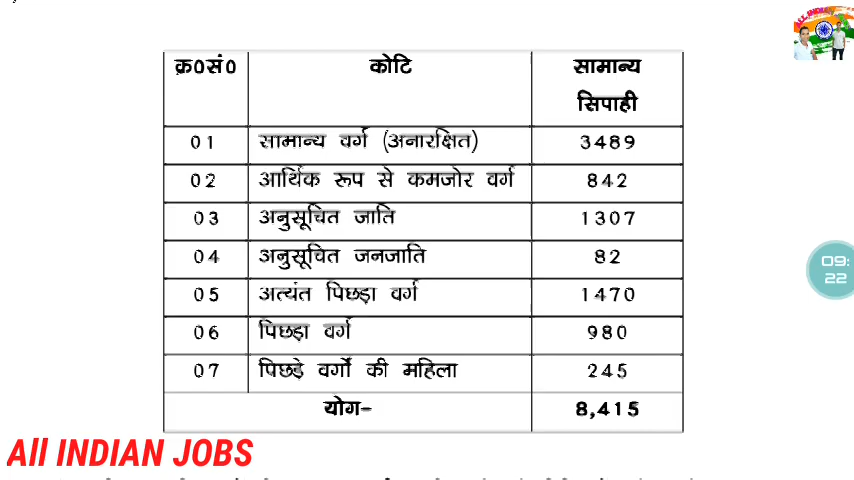 क्र0सं0 कोटि सामान्य सिपाही
01 सामान्य वर्ग (अनारक्षित) 3489
02 आर्थिक रूप से कमजोर वर्ग 842
03 अनुसूचित जाति 1307
04 अनुसूचित जनजाति 82
05 अत्यंत पिछड़ा वर्ग 1470
06 पिछड़ा वर्ग 980
07 पिछड़े वर्गों की महिला 245
योग- 8,415
09:
22
All INDIAN JOBS